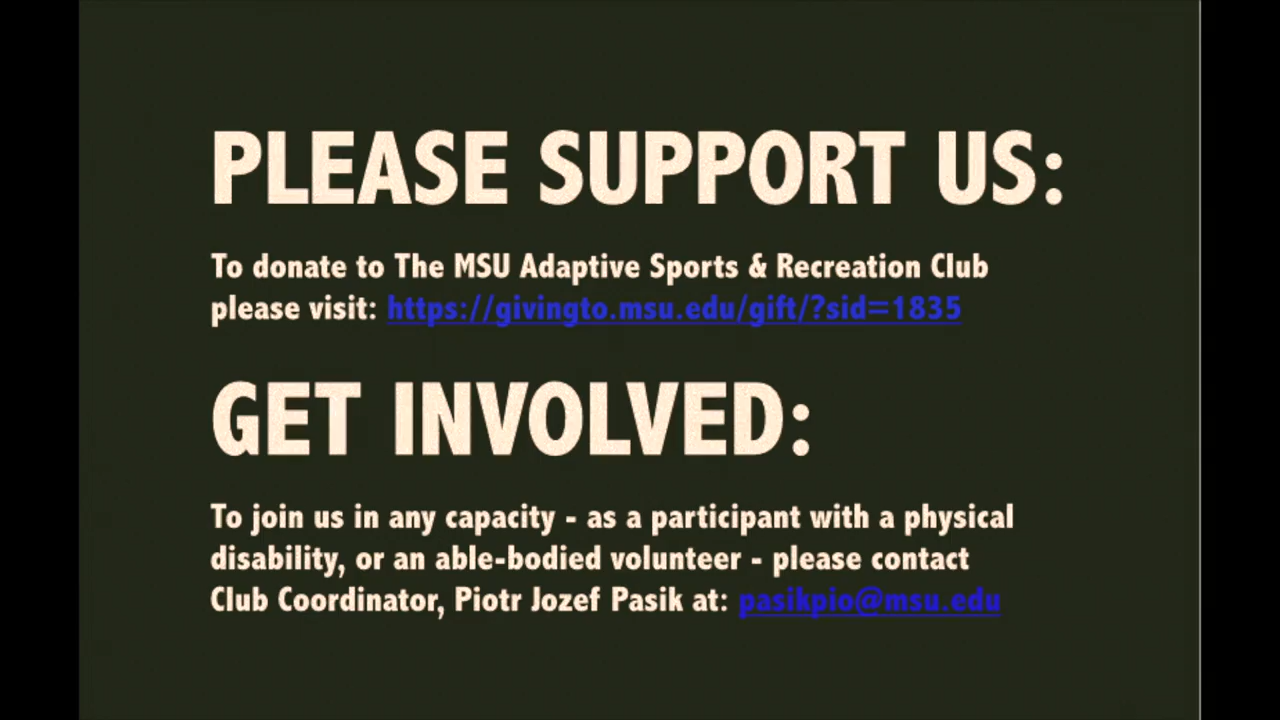 PLEASE SUPPORT US:
To donate to The MSU Adaptive Sports & Recreation Club
please visit: https://givingto.msu.edu/gift/?sid=1835
GET INVOLVED:
To join us in any capacity - as a participant with a physical
disability, or an able-bodied volunteer - please contact
Club Coordinator, Piotr Jozef Pasik at: pasikpio@msu.edu